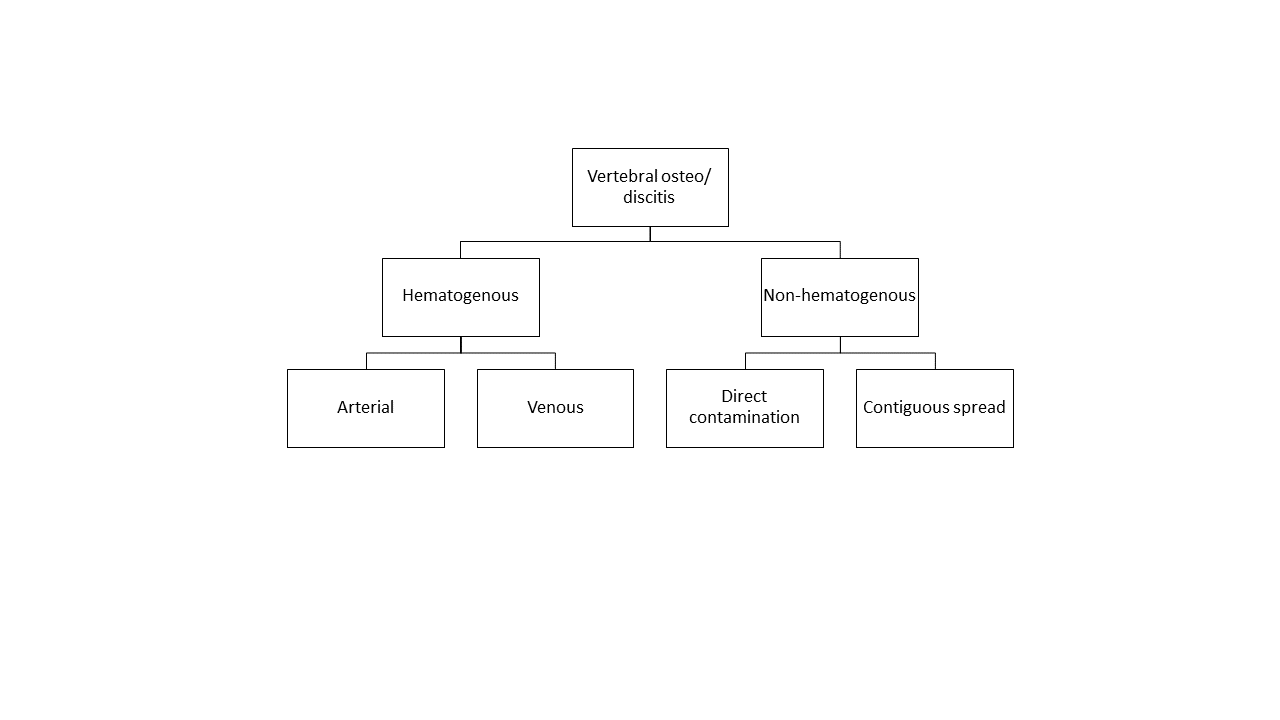 Vertebral osteo/
discitis
Hematogenous
Non-hematogenous
Arterial
Venous
Direct
contamination
Contiguous spread